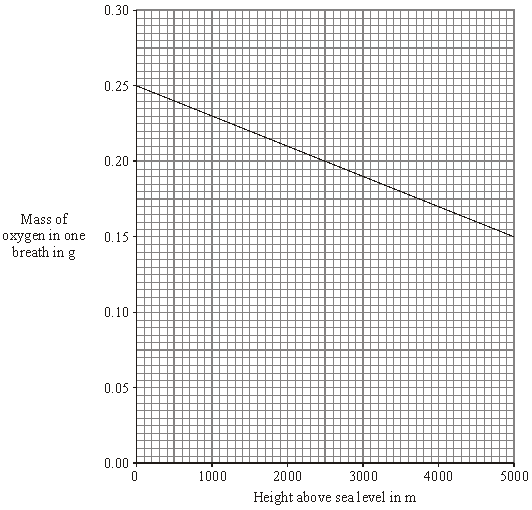 0.30
0.25
0.20
Mass of
oxygen in one
breath in g
0.15
0.10
0.05
0.00
0 1000 2000 3000 4000 5000
Height above sea level in m